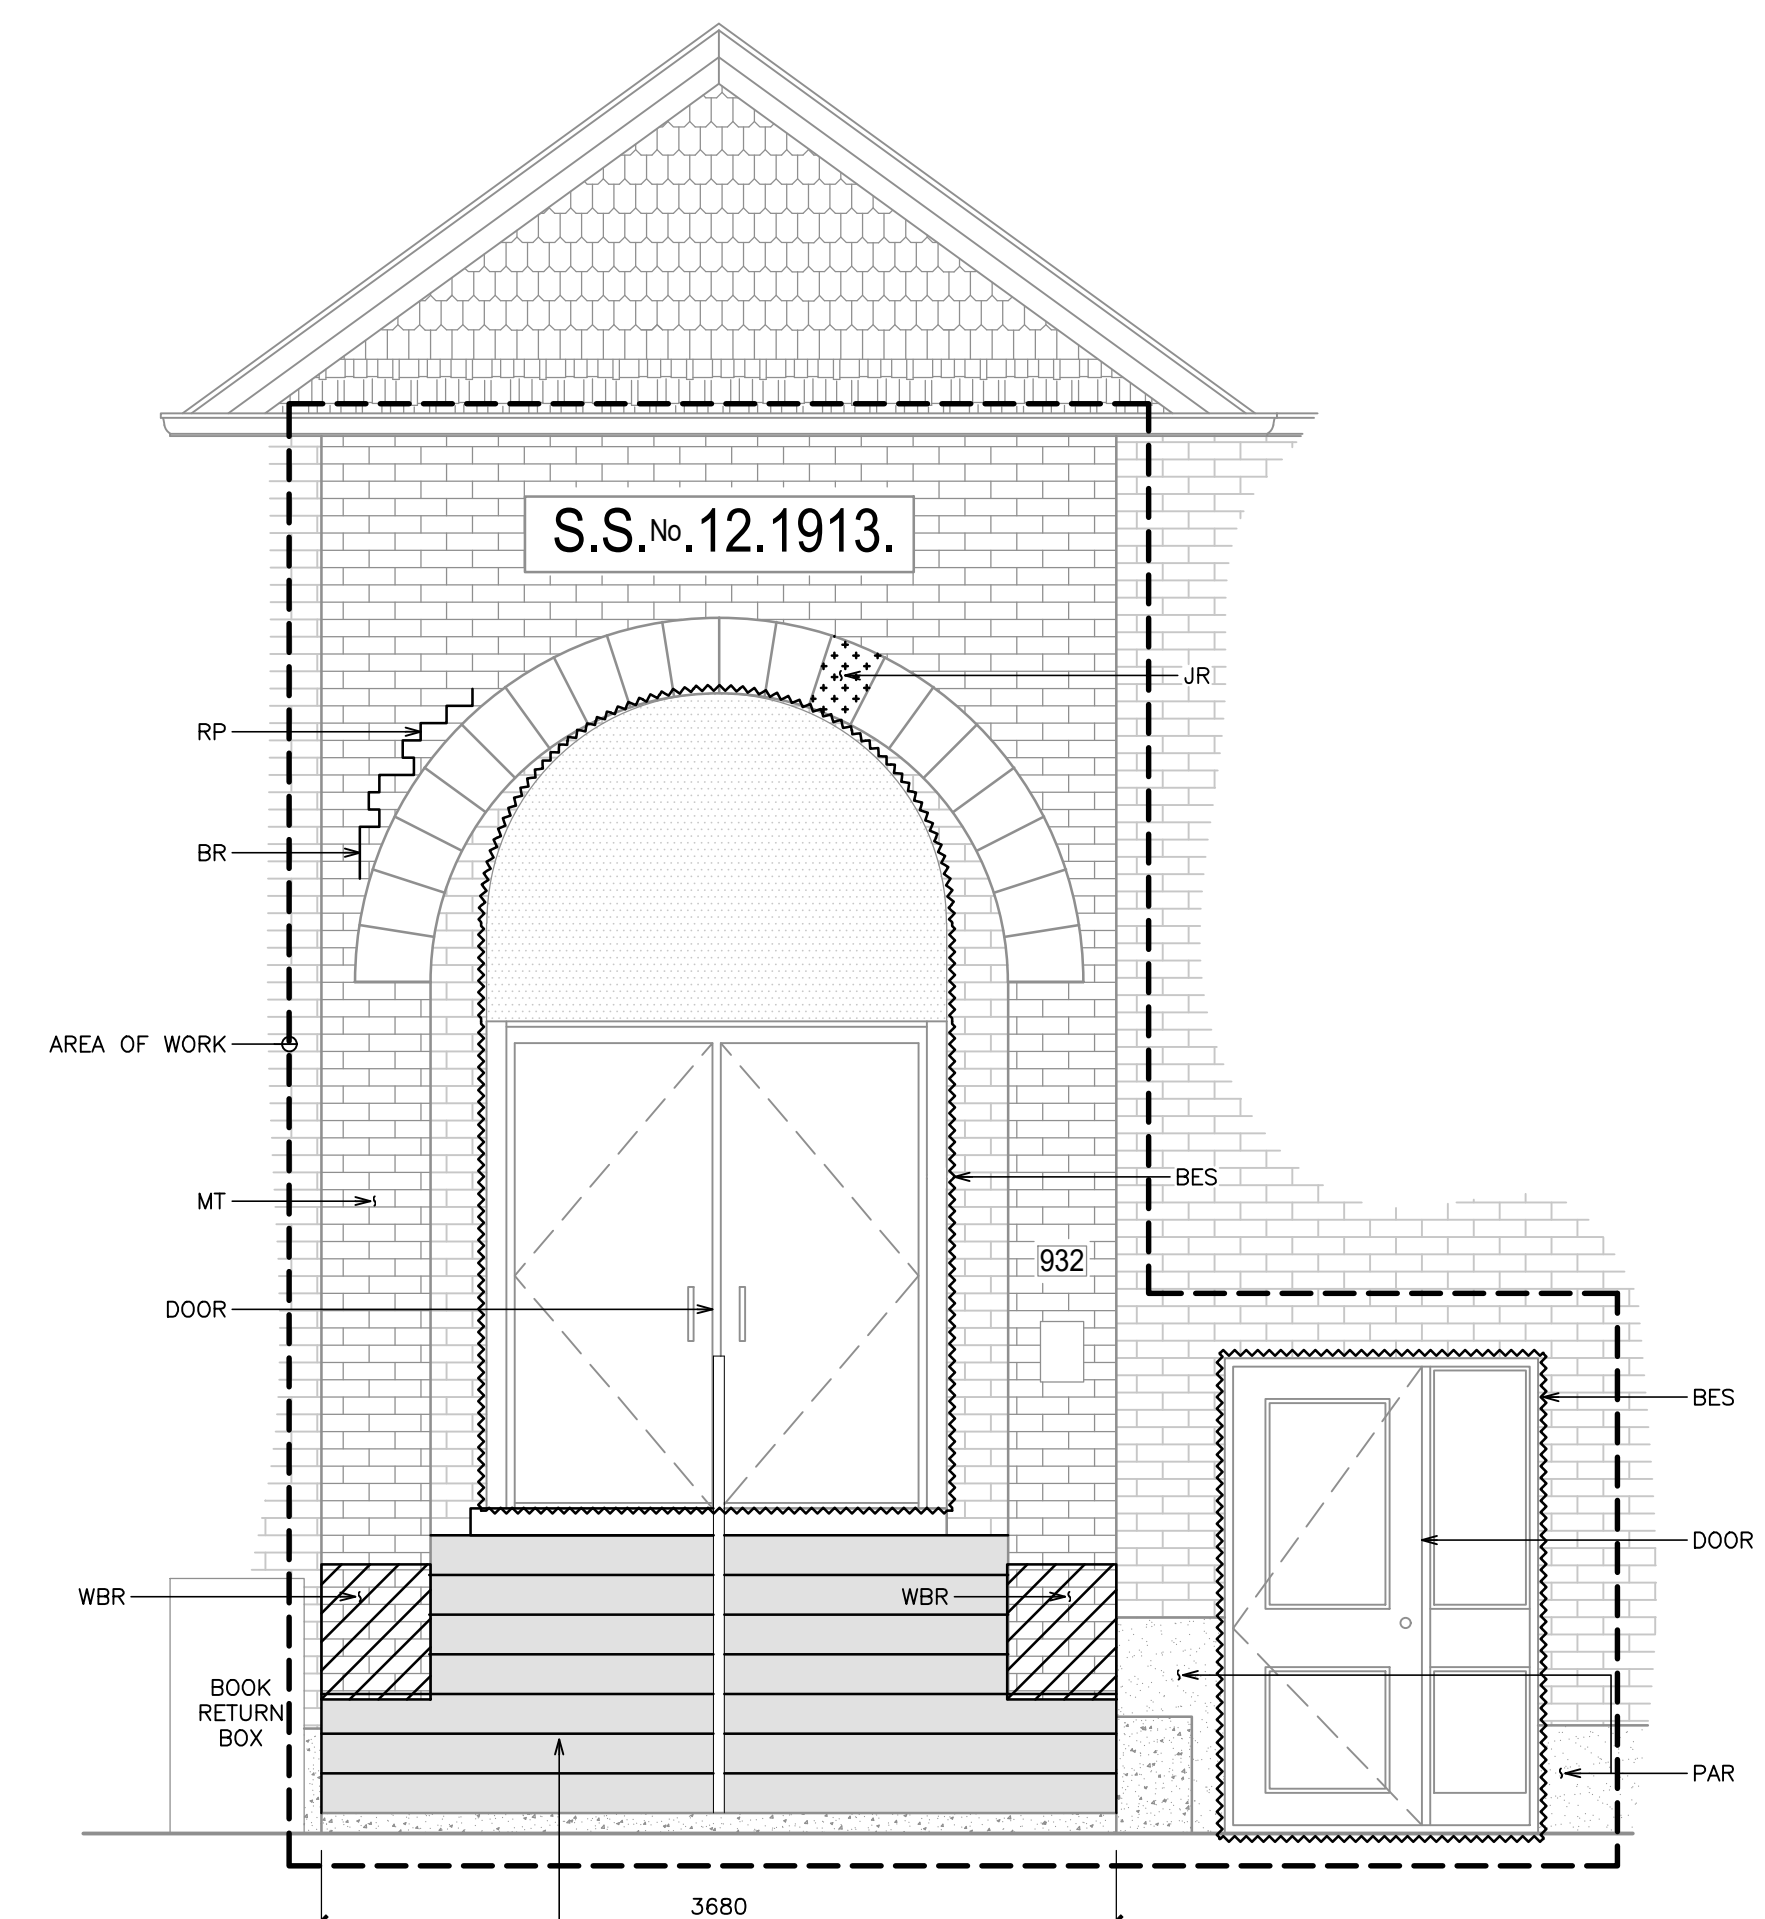 S.S.No.12.1913.
JR
RP
BR
AREA OF WORK
BES
MT
932
DOOR
BES
DOOR
WBR
WBR
BOOK
RETURN
BOX
PAR
3680